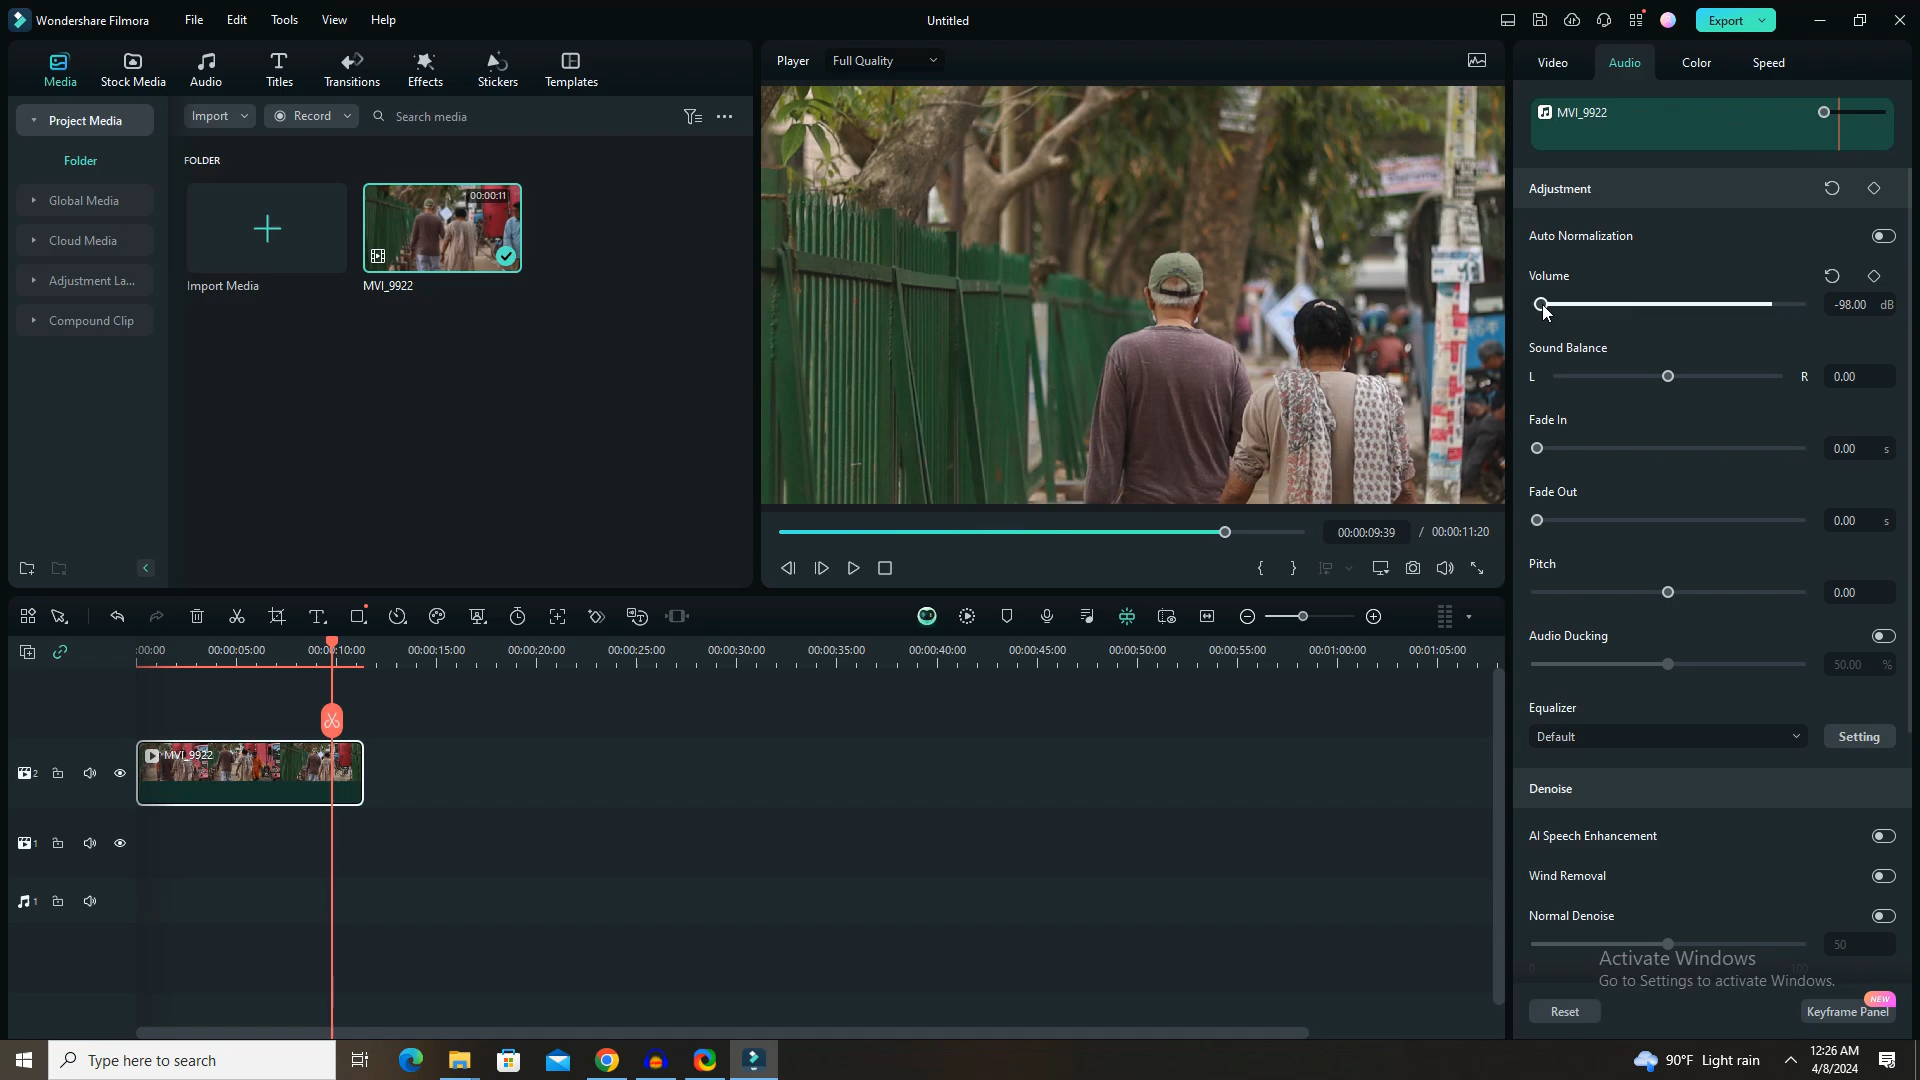 Wondershare Filmora
File Edit Tools View Help
Untitled
Export
Media
Stock Media
Audio
Titles
Transitions
Effects
Stickers
Templates
Project Media
Folder
Global Media
Cloud Media
Adjustment La...
Compound Clip
Import
Record
Search media
FOLDER
00:00:11
Import Media
MVI_9922
Player Full Quality
00:00:09:39 / 00:00:11:20
Video Audio Color Speed
MVI_9922
Adjustment
Auto Normalization
Volume
-98.00 dB
Sound Balance
L R 0.00
Fade In
0.00 s
Fade Out
0.00 s
Pitch
0.00
Audio Ducking
50.00 %
Equalizer
Default Setting
Denoise
AI Speech Enhancement
Wind Removal
Normal Denoise
50
0 100
Activate Windows
Go to Settings to activate Windows.
Reset
NEW
Keyframe Panel
:00:00 00:00:05:00 00:00:10:00 00:00:15:00 00:00:20:00 00:00:25:00 00:00:30:00 00:00:35:00 00:00:40:00 00:00:45:00 00:00:50:00 00:00:55:00 00:01:00:00 00:01:05:00
MVI_9922
2
1
1
Type here to search
90°F Light rain
12:26 AM
4/8/2024